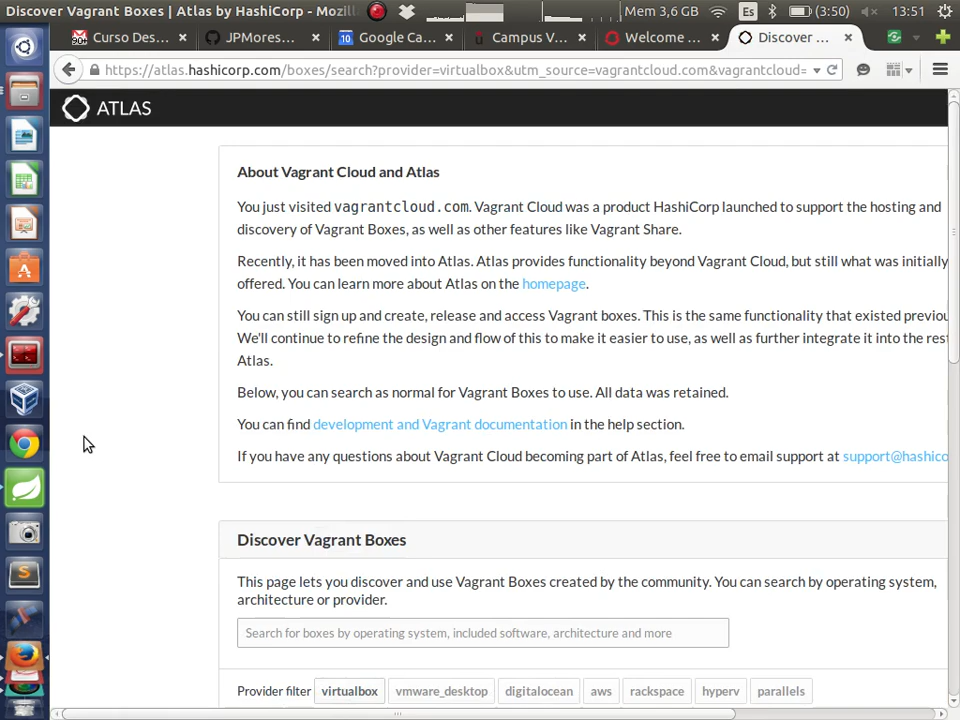 Discover Vagrant Boxes | Atlas by HashiCorp - Mozil
Mem 3,6 GB
Es
(3:50)
13:51
90+
Curso Des...
JPMores...
10
Google Ca...
Campus V...
Welcome ...
Discover ...
https://atlas.hashicorp.com/boxes/search?provider=virtualbox&utm_source=vagrantcloud.com&vagrantcloud=
ATLAS
About Vagrant Cloud and Atlas
You just visited vagrantcloud.com. Vagrant Cloud was a product HashiCorp launched to support the hosting and
discovery of Vagrant Boxes, as well as other features like Vagrant Share.
Recently, it has been moved into Atlas. Atlas provides functionality beyond Vagrant Cloud, but still what was initially
offered. You can learn more about Atlas on the homepage.
You can still sign up and create, release and access Vagrant boxes. This is the same functionality that existed previou
We'll continue to refine the design and flow of this to make it easier to use, as well as further integrate it into the rest
Atlas.
Below, you can search as normal for Vagrant Boxes to use. All data was retained.
You can find development and Vagrant documentation in the help section.
If you have any questions about Vagrant Cloud becoming part of Atlas, feel free to email support at support@hashico
Discover Vagrant Boxes
This page lets you discover and use Vagrant Boxes created by the community. You can search by operating system,
architecture or provider.
Search for boxes by operating system, included software, architecture and more
Provider filter virtualbox vmware_desktop digitalocean aws rackspace hyperv parallels